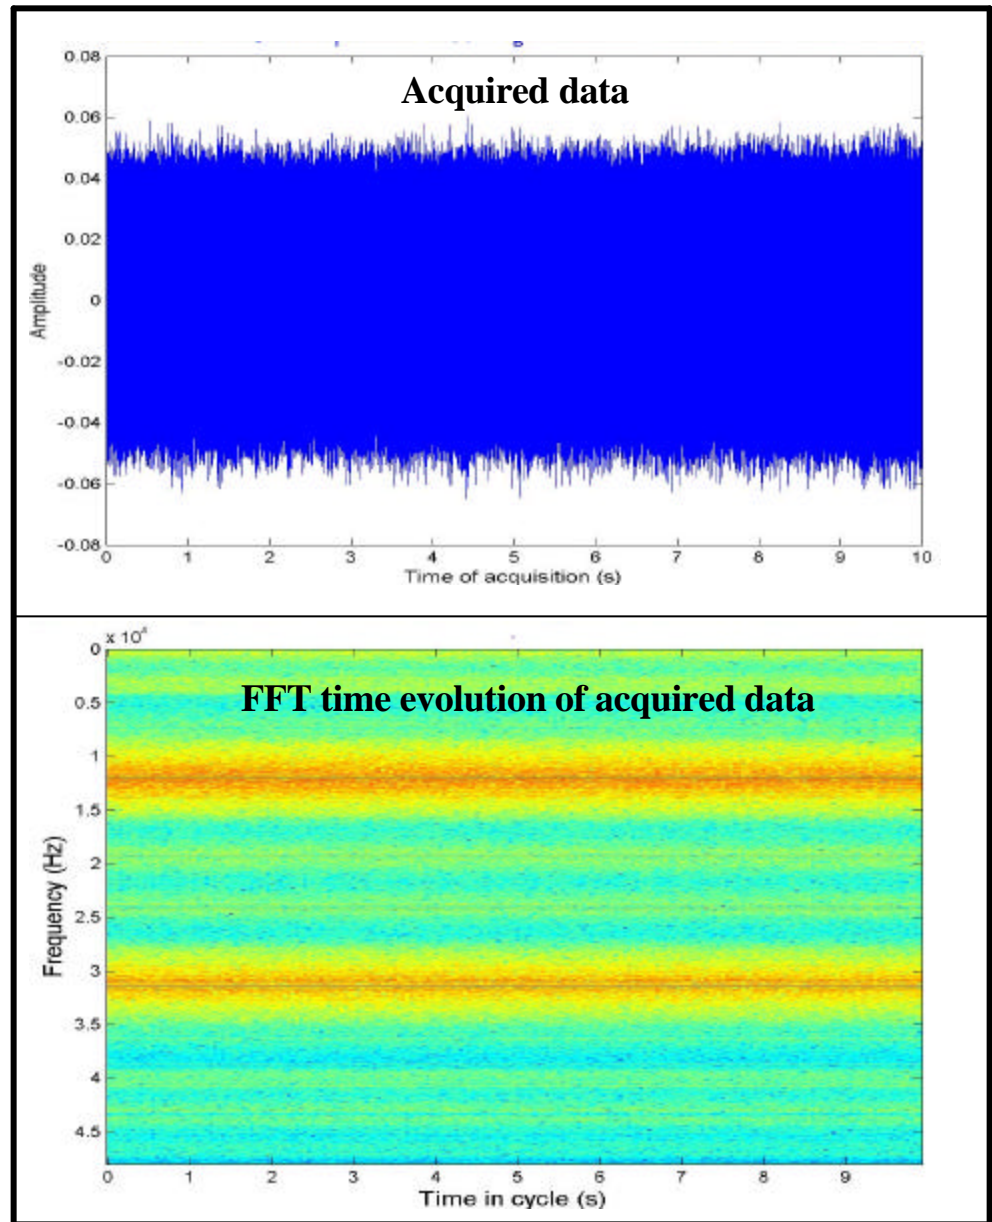 Acquired data
0.08
0.06
0.04
0.02
0
-0.02
-0.04
-0.06
-0.08
Amplitude
0 1 2 3 4 5 6 7 8 9 10
Time of acquisition (s)
x 10⁴
FFT time evolution of acquired data
0
0.5
1
1.5
2
2.5
3
3.5
4
4.5
Frequency (Hz)
0 1 2 3 4 5 6 7 8 9
Time in cycle (s)